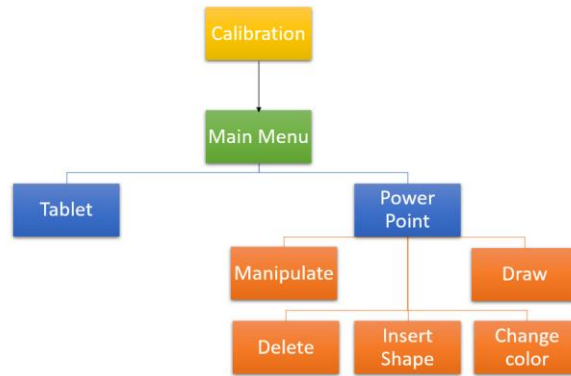 Calibration
Main Menu
Tablet
Power
Point
Manipulate
Draw
Delete
Insert
Shape
Change
color